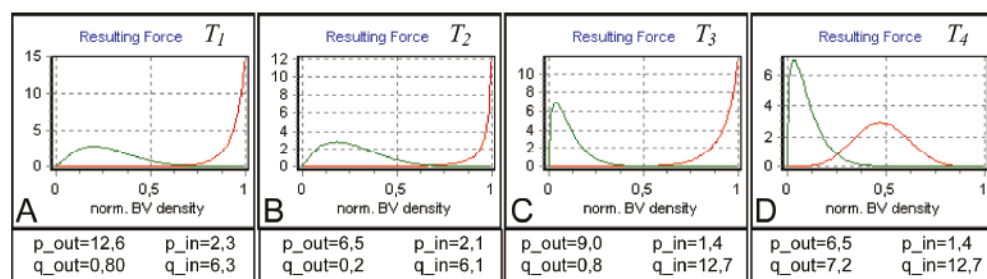 Resulting Force T1
15
10
5
0
0 0,5 1
norm. BV density
A
p_out=12,6 p_in=2,3
q_out=0,80 q_in=6,3
Resulting Force T2
12
10
8
6
4
2
0
0 0,5 1
norm. BV density
B
p_out=6,5 p_in=2,1
q_out=0,2 q_in=6,1
Resulting Force T3
10
8
6
4
2
0
0 0,5 1
norm. BV density
C
p_out=9,0 p_in=1,4
q_out=0,8 q_in=12,7
Resulting Force T4
6
4
2
0
0 0,5 1
norm. BV density
D
p_out=6,5 p_in=1,4
q_out=7,2 q_in=12,7